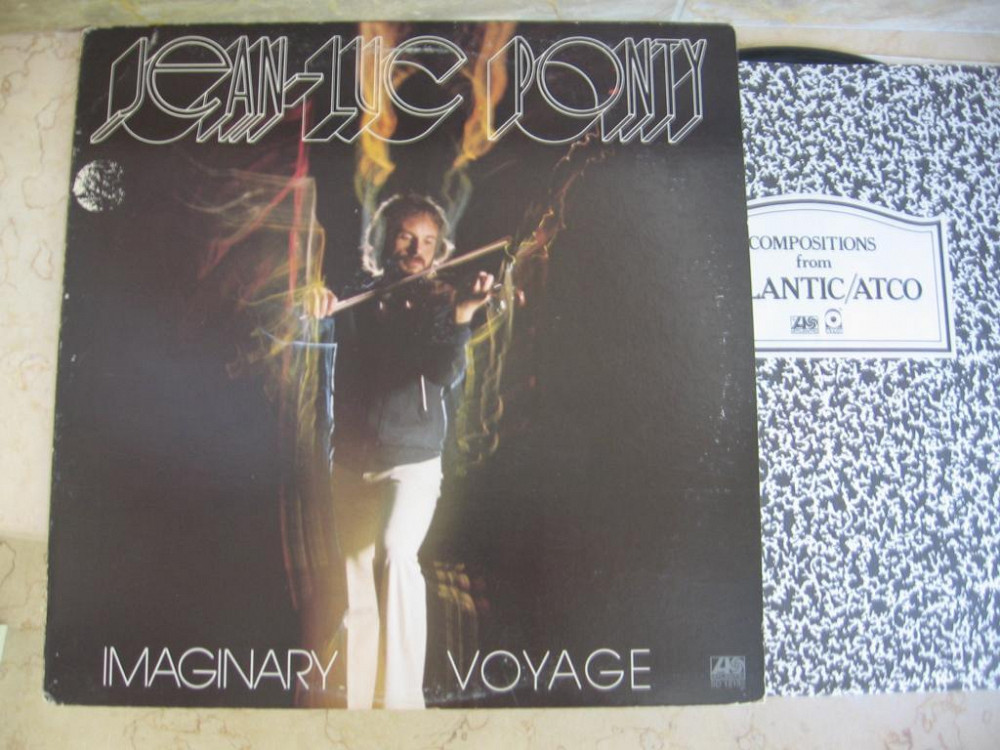 JEAN-LUC PONTY
COMPOSITIONS
from
LANTIC/ATCO
IMAGINARY VOYAGE